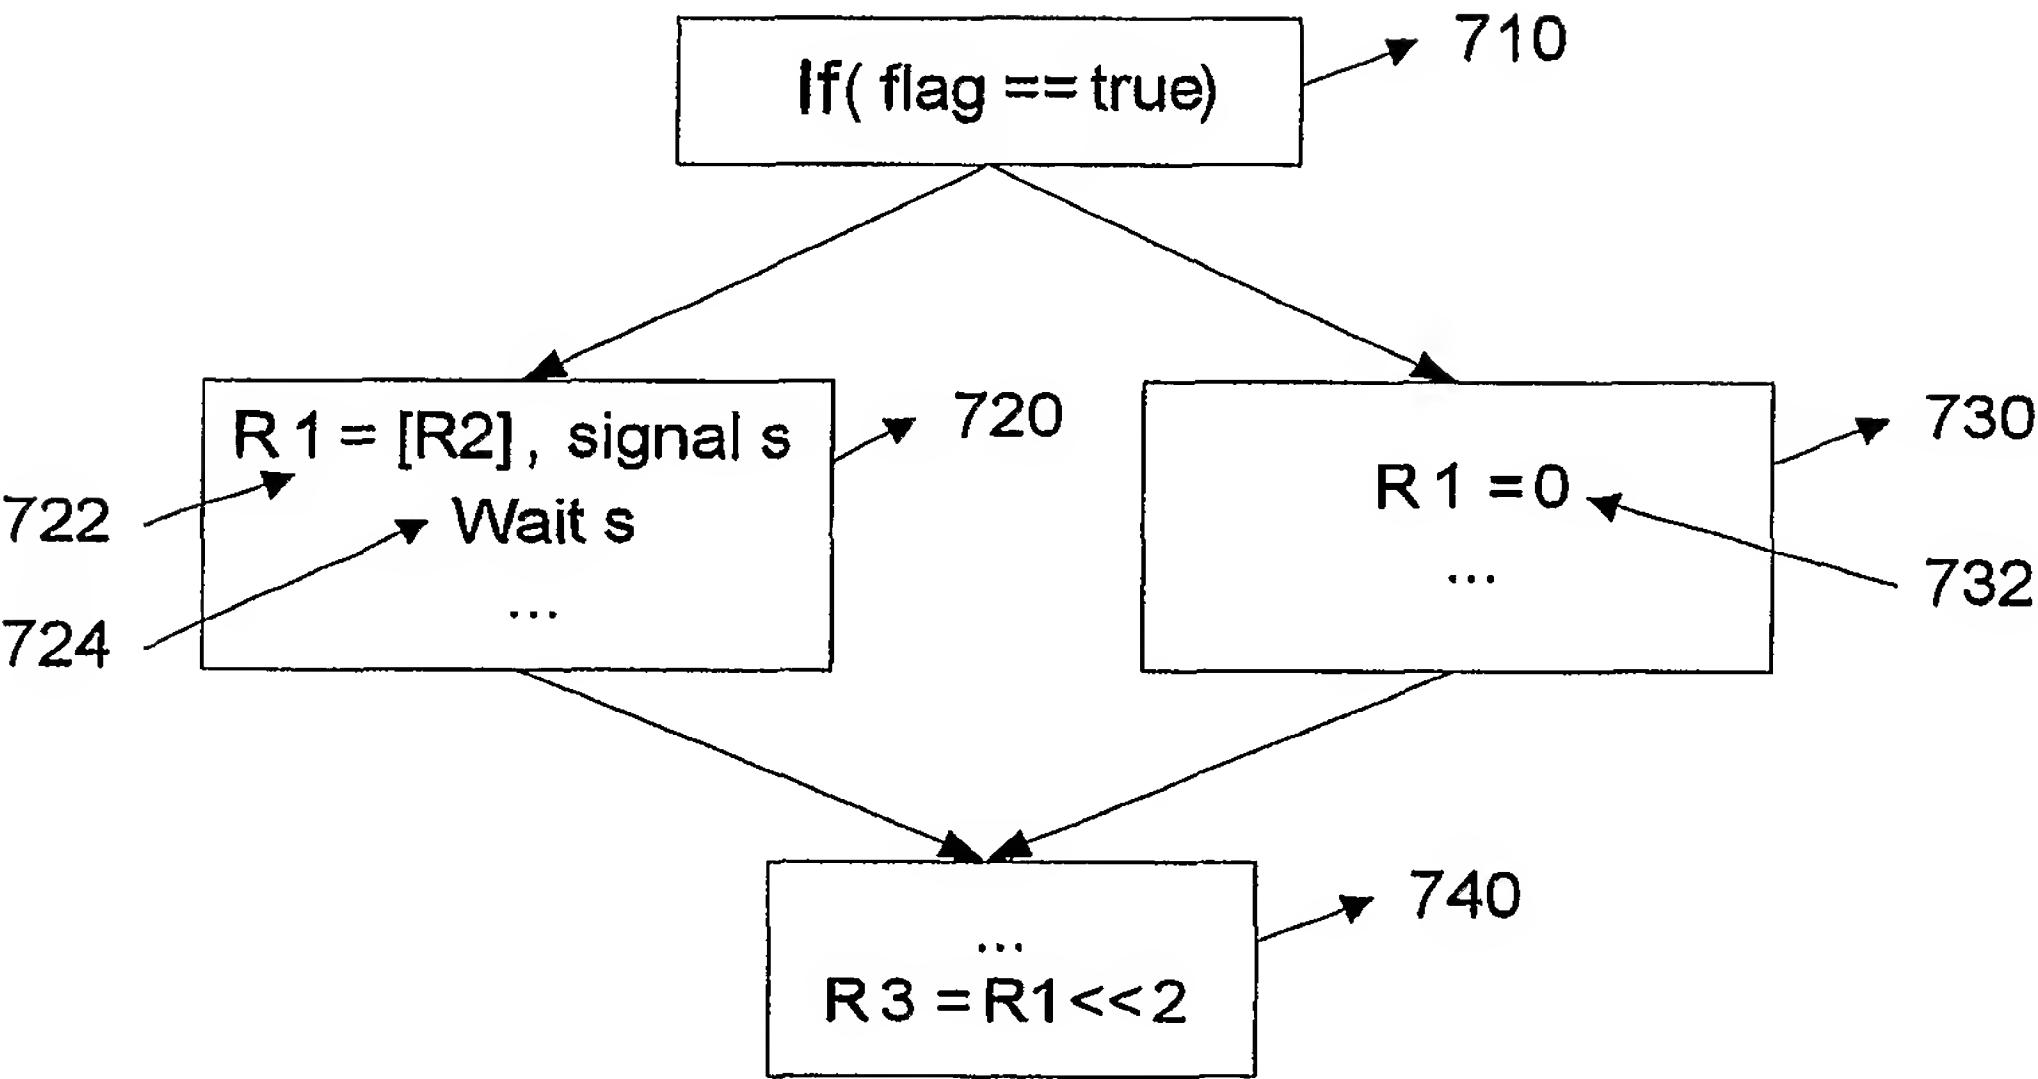 If( flag == true)
710
R1 = [R2], signal s
720
722
Wait s
724
...
R1 =0
730
...
732
...
740
R3 =R1<<2